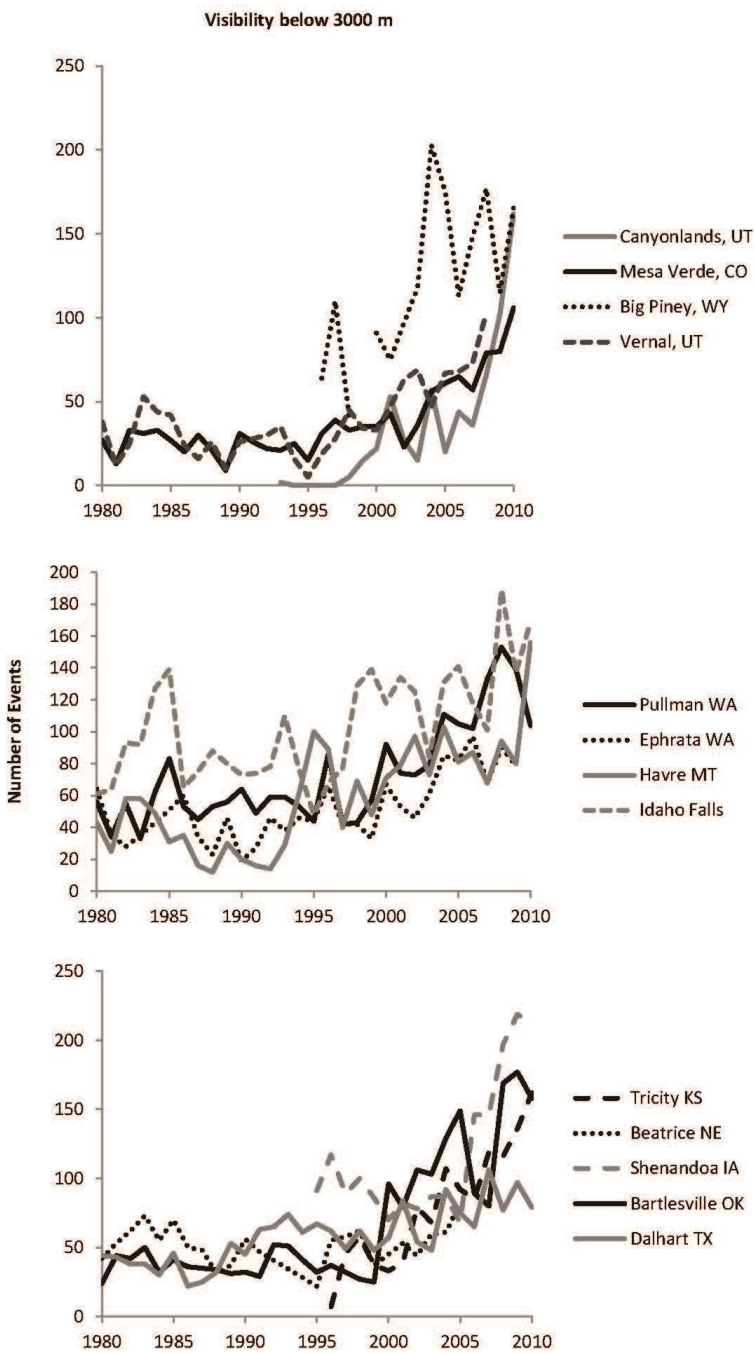 Visibility below 3000 m
250
200
150
100
50
0
1980 1985 1990 1995 2000 2005 2010
Canyonlands, UT
Mesa Verde, CO
Big Piney, WY
Vernal, UT
Number of Events
200
180
160
140
120
100
80
60
40
20
0
1980 1985 1990 1995 2000 2005 2010
Pullman WA
Ephrata WA
Havre MT
Idaho Falls
250
200
150
100
50
0
1980 1985 1990 1995 2000 2005 2010
Tricity KS
Beatrice NE
Shenandoa IA
Bartlesville OK
Dalhart TX